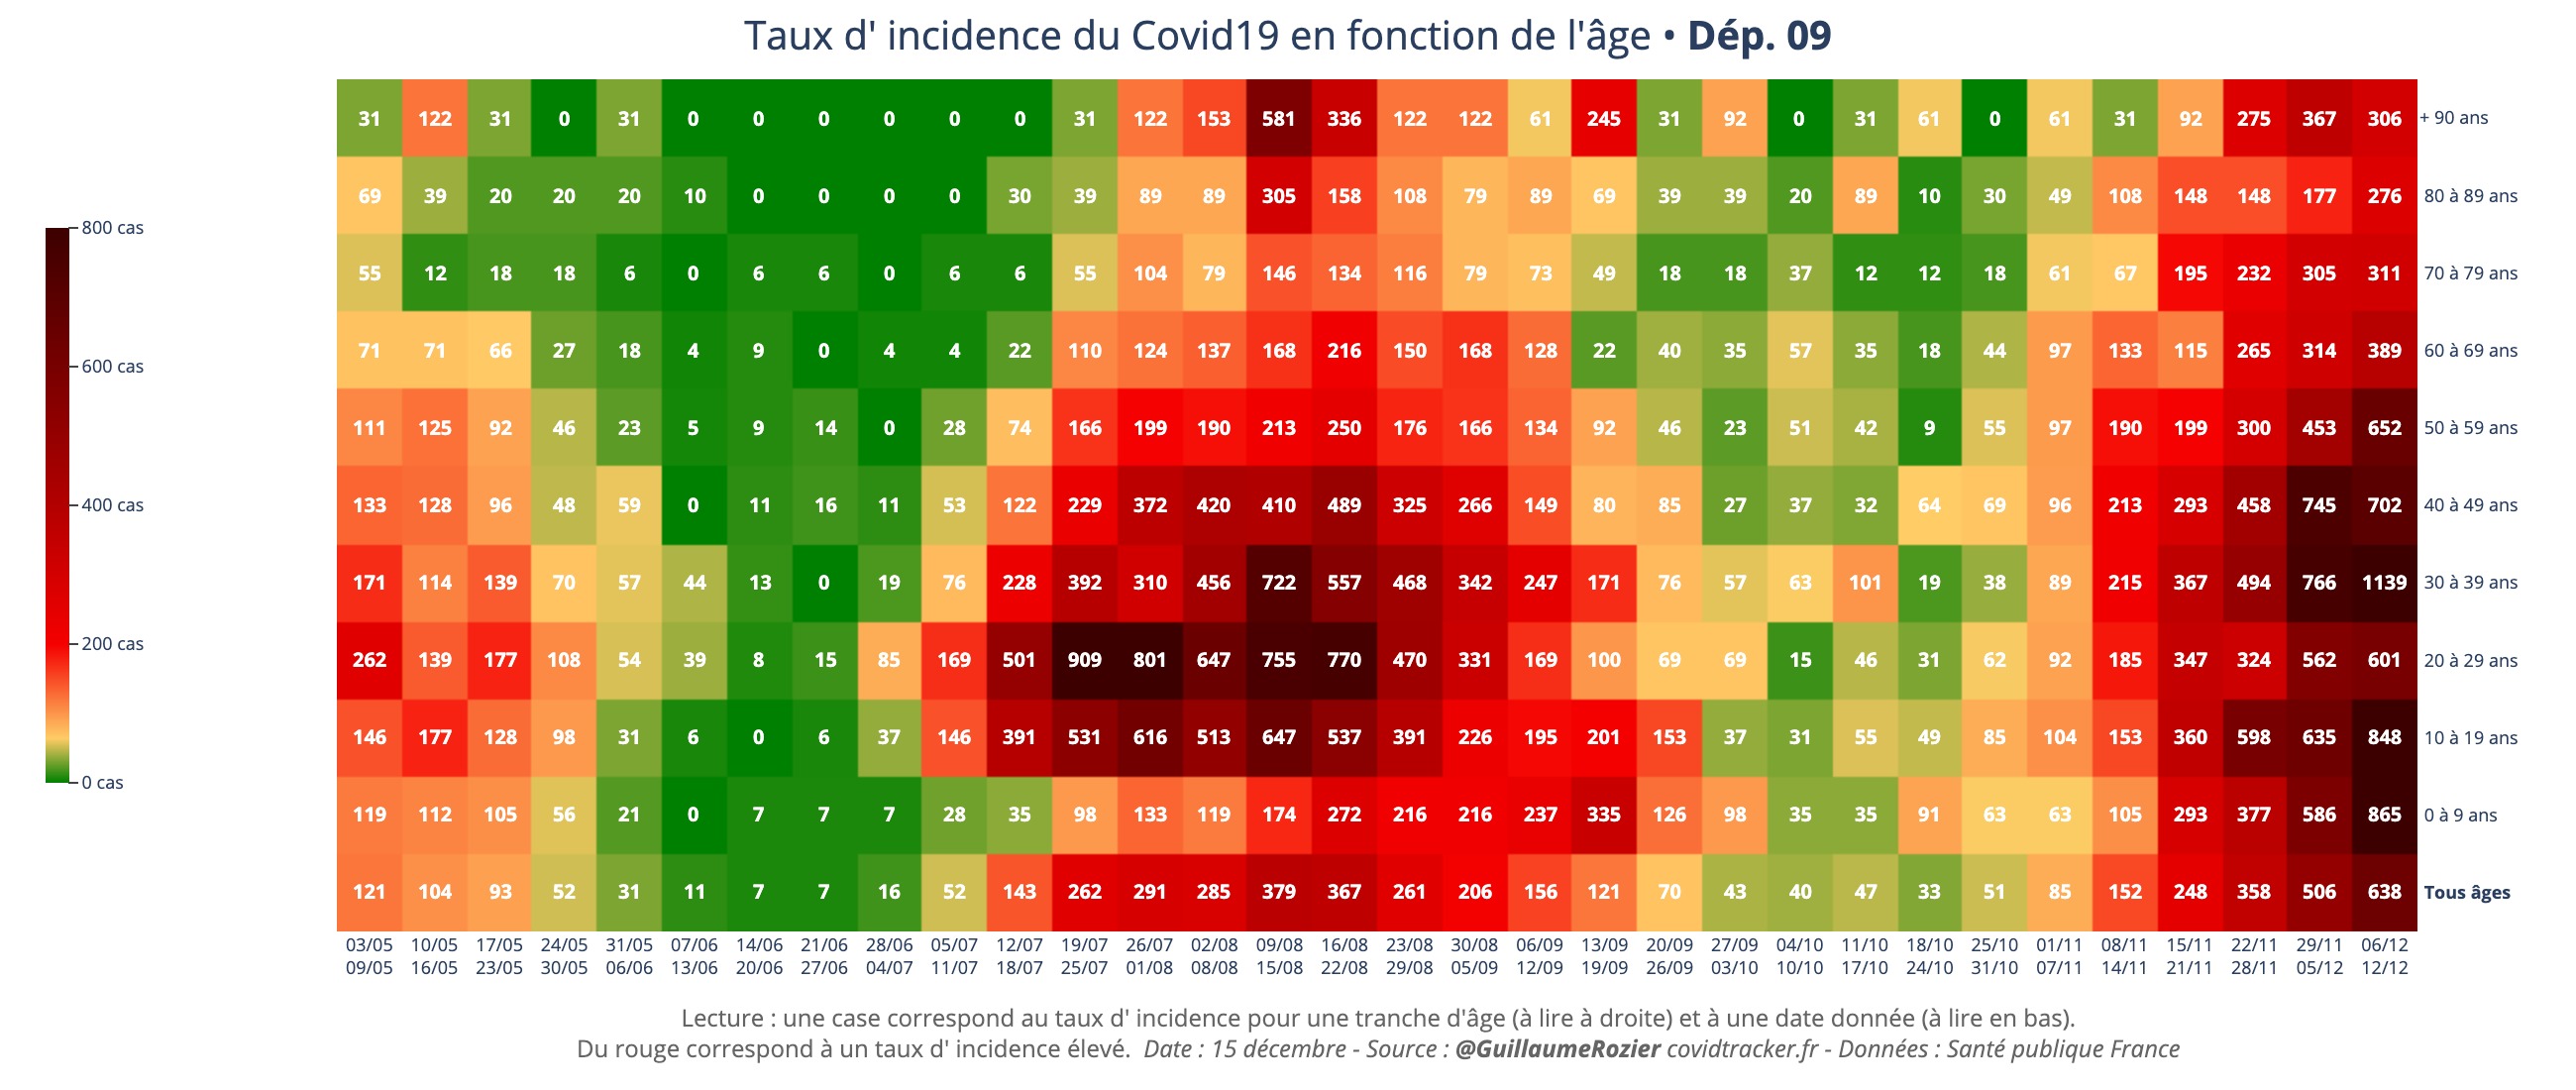 Taux d' incidence du Covid19 en fonction de l'âge • Dép. 09
800 cas
600 cas
400 cas
200 cas
0 cas
31 122 31 0 31 0 0 0 0 0 0 31 122 153 581 336 122 122 61 245 31 92 0 31 61 0 61 31 92 275 367 306 + 90 ans
69 39 20 20 20 10 0 0 0 0 30 39 89 89 305 158 108 79 89 69 39 39 20 89 10 30 49 108 148 148 177 276 80 à 89 ans
55 12 18 18 6 0 6 6 0 6 6 55 104 79 146 134 116 79 73 49 18 18 37 12 12 18 61 67 195 232 305 311 70 à 79 ans
71 71 66 27 18 4 9 0 4 4 22 110 124 137 168 216 150 168 128 22 40 35 57 35 18 44 97 133 115 265 314 389 60 à 69 ans
111 125 92 46 23 5 9 14 0 28 74 166 199 190 213 250 176 166 134 92 46 23 51 42 9 55 97 190 199 300 453 652 50 à 59 ans
133 128 96 48 59 0 11 16 11 53 122 229 372 420 410 489 325 266 149 80 85 27 37 32 64 69 96 213 293 458 745 702 40 à 49 ans
171 114 139 70 57 44 13 0 19 76 228 392 310 456 722 557 468 342 247 171 76 57 63 101 19 38 89 215 367 494 766 1139 30 à 39 ans
262 139 177 108 54 39 8 15 85 169 501 909 801 647 755 770 470 331 169 100 69 69 15 46 31 62 92 185 347 324 562 601 20 à 29 ans
146 177 128 98 31 6 0 6 37 146 391 531 616 513 647 537 391 226 195 201 153 37 31 55 49 85 104 153 360 598 635 848 10 à 19 ans
119 112 105 56 21 0 7 7 7 28 35 98 133 119 174 272 216 216 237 335 126 98 35 35 91 63 63 105 293 377 586 865 0 à 9 ans
121 104 93 52 31 11 7 7 16 52 143 262 291 285 379 367 261 206 156 121 70 43 40 47 33 51 85 152 248 358 506 638 Tous âges
03/05 10/05 17/05 24/05 31/05 07/06 14/06 21/06 28/06 05/07 12/07 19/07 26/07 02/08 09/08 16/08 23/08 30/08 06/09 13/09 20/09 27/09 04/10 11/10 18/10 25/10 01/11 08/11 15/11 22/11 29/11 06/12
09/05 16/05 23/05 30/05 06/06 13/06 20/06 27/06 04/07 11/07 18/07 25/07 01/08 08/08 15/08 22/08 29/08 05/09 12/09 19/09 26/09 03/10 10/10 17/10 24/10 31/10 07/11 14/11 21/11 28/11 05/12 12/12
Lecture : une case correspond au taux d' incidence pour une tranche d'âge (à lire à droite) et à une date donnée (à lire en bas).
Du rouge correspond à un taux d' incidence élevé. Date : 15 décembre - Source : @GuillaumeRozier covidtracker.fr - Données : Santé publique France